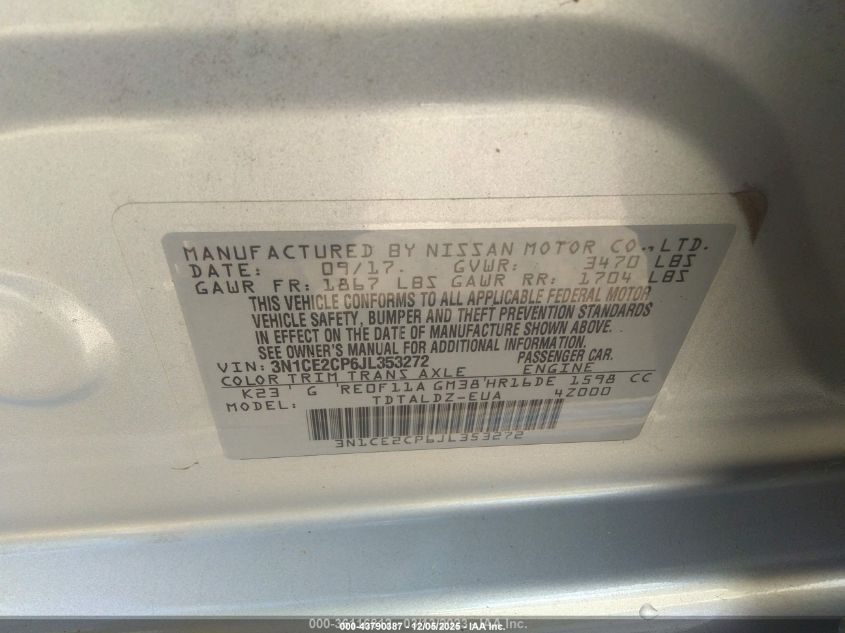 MANUFACTURED BY NISSAN MOTOR CO., LTD.
DATE: 09/17. GVWR: 3470 LBS
GAWR FR: 1867 LBS GAWR RR: 1704 LBS
THIS VEHICLE CONFORMS TO ALL APPLICABLE FEDERAL MOTOR
VEHICLE SAFETY, BUMPER AND THEFT PREVENTION STANDARDS
IN EFFECT ON THE DATE OF MANUFACTURE SHOWN ABOVE.
SEE OWNER'S MANUAL FOR ADDITIONAL INFORMATION.
VIN: 3N1CE2CP6JL353272 PASSENGER CAR.
COLOR TRIM TRANS AXLE ENGINE
K23 G RE0F11A GM38 HR16DE 1598 CC
MODEL: TDTALDZ-EUA 4Z000
3N1CE2CP6JL353272
000-43790387 - 12/05/2025 - IAA Inc.